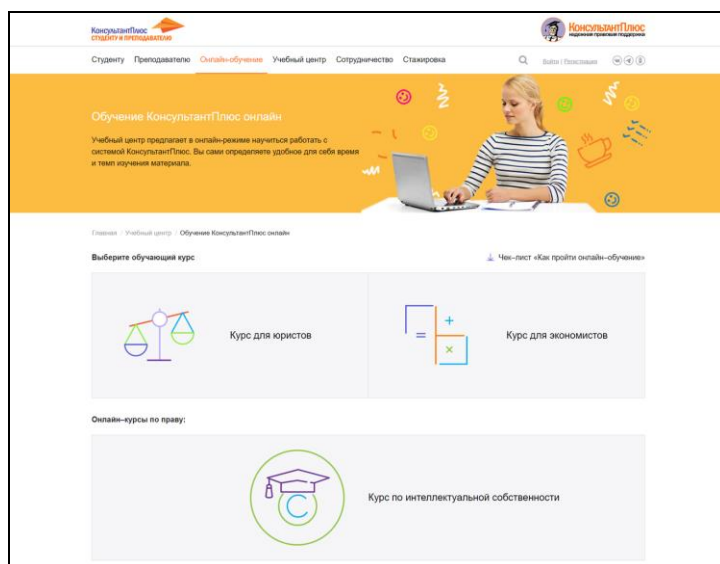 КонсультантПлюс
СТУДЕНТУ И ПРЕПОДАВАТЕЛЮ
КонсультантПлюс
надежная правовая поддержка
Студенту Преподавателю Онлайн-обучение Учебный центр Сотрудничество Стажировка
Войти | Регистрация
Обучение КонсультантПлюс онлайн
Учебный центр предлагает в онлайн-режиме научиться работать с
системой КонсультантПлюс. Вы сами определяете удобное для себя время
и темп изучения материала.
Главная / Учебный центр / Обучение КонсультантПлюс онлайн
Выберите обучающий курс
Чек-лист «Как пройти онлайн-обучение»
Курс для юристов
Курс для экономистов
Онлайн-курсы по праву:
Курс по интеллектуальной собственности